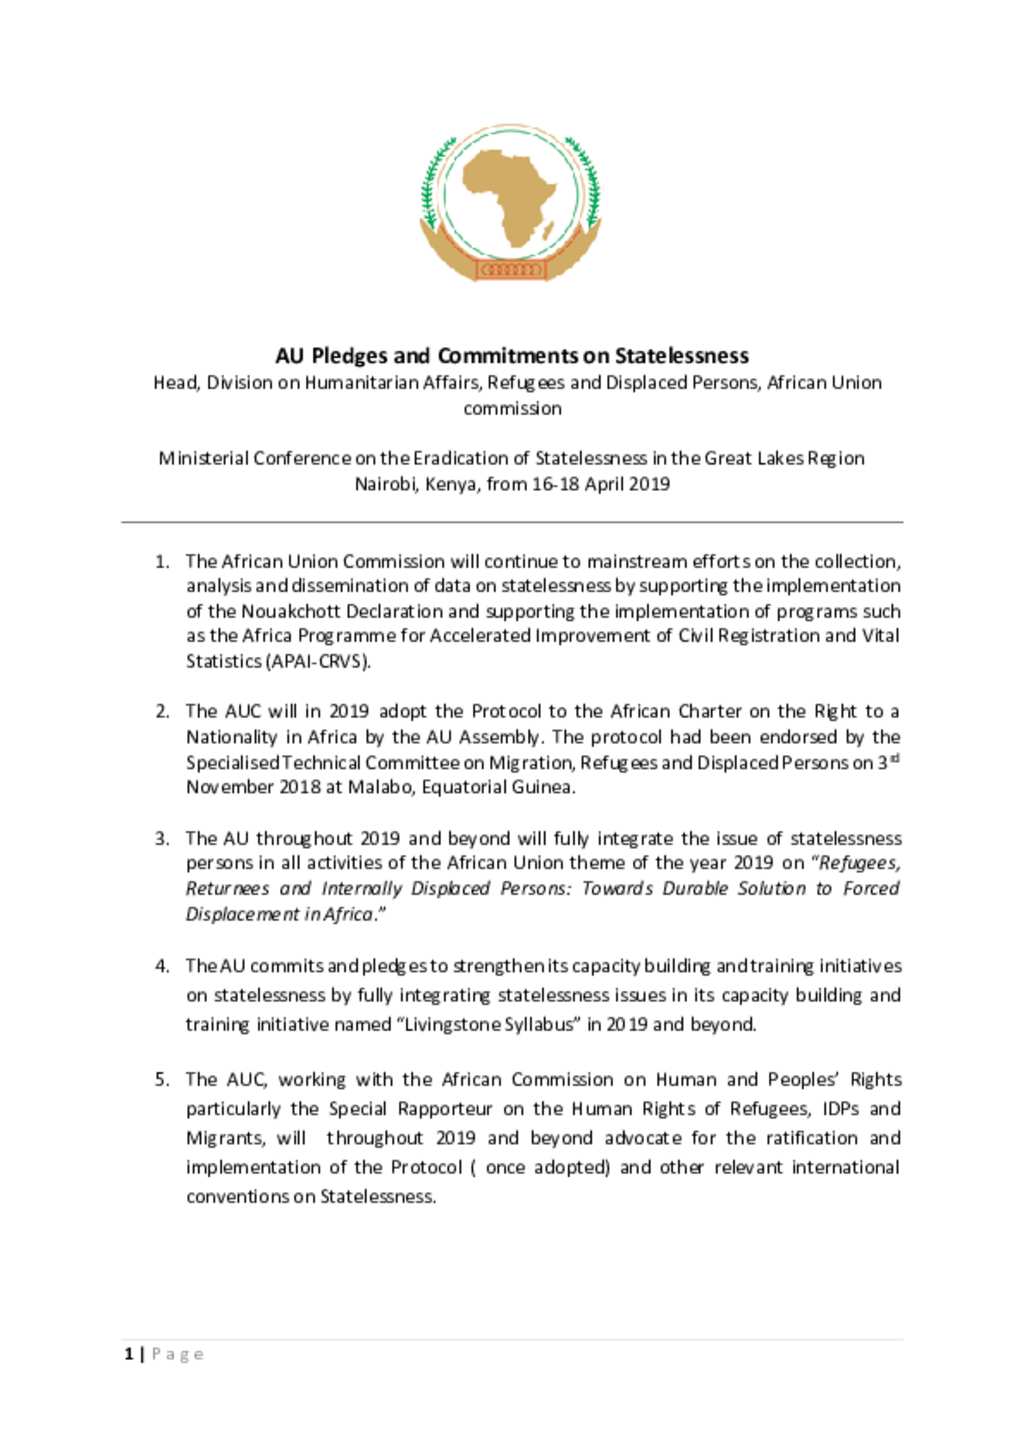 AU Pledges and Commitments on Statelessness
Head, Division on Humanitarian Affairs, Refugees and Displaced Persons, African Union
commission
Ministerial Conference on the Eradication of Statelessness in the Great Lakes Region
Nairobi, Kenya, from 16-18 April 2019
1. The African Union Commission will continue to mainstream efforts on the collection,
analysis and dissemination of data on statelessness by supporting the implementation
of the Nouakchott Declaration and supporting the implementation of programs such
as the Africa Programme for Accelerated Improvement of Civil Registration and Vital
Statistics (APAI-CRVS).
2. The AUC will in 2019 adopt the Protocol to the African Charter on the Right to a
Nationality in Africa by the AU Assembly. The protocol had been endorsed by the
Specialised Technical Committee on Migration, Refugees and Displaced Persons on 3rd
November 2018 at Malabo, Equatorial Guinea.
3. The AU throughout 2019 and beyond will fully integrate the issue of statelessness
persons in all activities of the African Union theme of the year 2019 on “Refugees,
Returnees and Internally Displaced Persons: Towards Durable Solution to Forced
Displacement in Africa.”
4. The AU commits and pledges to strengthen its capacity building and training initiatives
on statelessness by fully integrating statelessness issues in its capacity building and
training initiative named “Livingstone Syllabus” in 2019 and beyond.
5. The AUC, working with the African Commission on Human and Peoples’ Rights
particularly the Special Rapporteur on the Human Rights of Refugees, IDPs and
Migrants, will throughout 2019 and beyond advocate for the ratification and
implementation of the Protocol ( once adopted) and other relevant international
conventions on Statelessness.
1 | Page